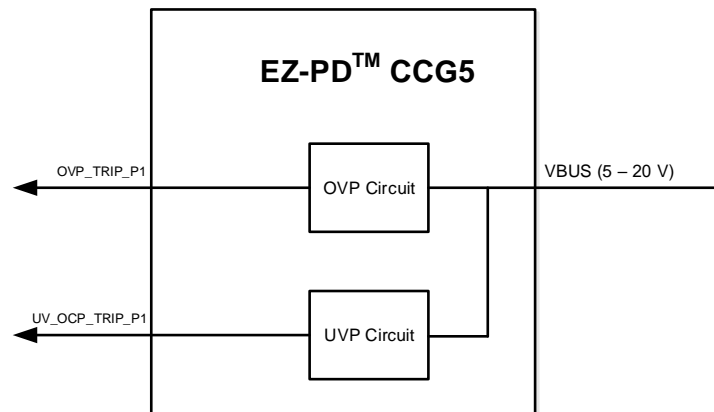 EZ-PD™ CCG5
OVP_TRIP_P1
OVP Circuit
VBUS (5 – 20 V)
UV_OCP_TRIP_P1
UVP Circuit